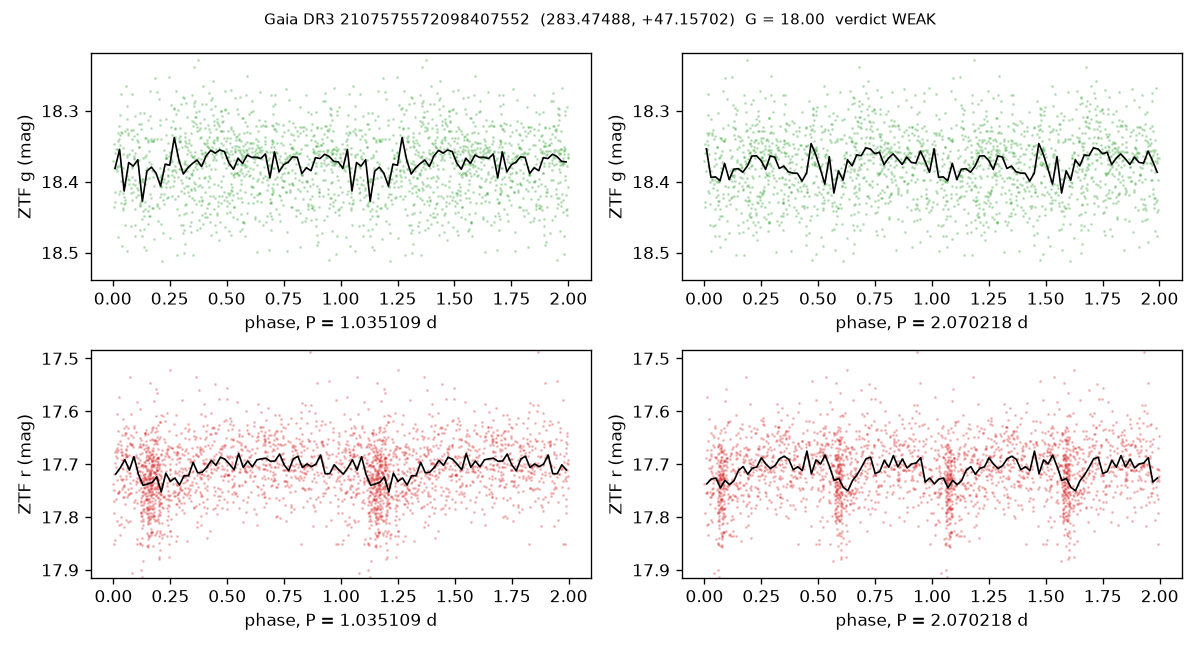 Gaia DR3 2107575572098407552 (283.47488, +47.15702) G = 18.00 verdict WEAK
ZTF g (mag)
18.3
18.4
18.5
0.00 0.25 0.50 0.75 1.00 1.25 1.50 1.75 2.00
phase, P = 1.035109 d
ZTF g (mag)
18.3
18.4
18.5
0.00 0.25 0.50 0.75 1.00 1.25 1.50 1.75 2.00
phase, P = 2.070218 d
ZTF r (mag)
17.5
17.6
17.7
17.8
17.9
0.00 0.25 0.50 0.75 1.00 1.25 1.50 1.75 2.00
phase, P = 1.035109 d
ZTF r (mag)
17.5
17.6
17.7
17.8
17.9
0.00 0.25 0.50 0.75 1.00 1.25 1.50 1.75 2.00
phase, P = 2.070218 d